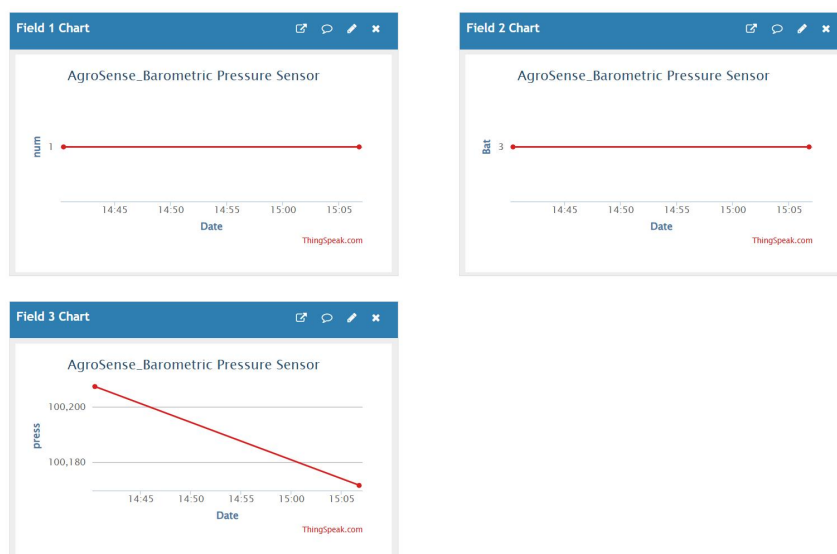 Field 1 Chart
AgroSense_Barometric Pressure Sensor
num
1
14:45 14:50 14:55 15:00 15:05
Date
ThingSpeak.com
Field 2 Chart
AgroSense_Barometric Pressure Sensor
Bat
3
14:45 14:50 14:55 15:00 15:05
Date
ThingSpeak.com
Field 3 Chart
AgroSense_Barometric Pressure Sensor
press
100,200
100,180
14:45 14:50 14:55 15:00 15:05
Date
ThingSpeak.com